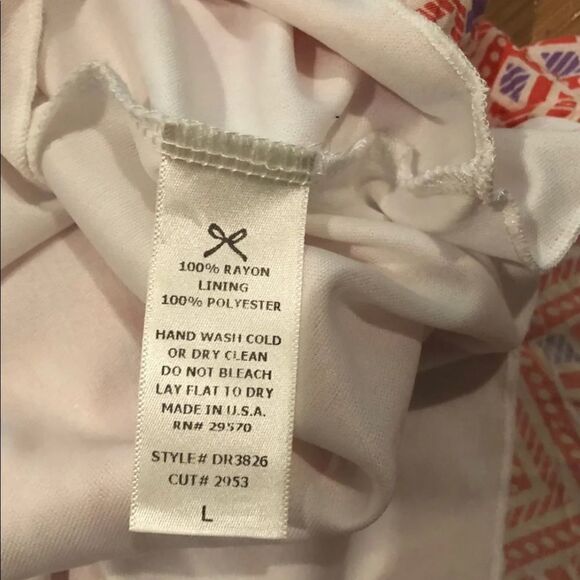 100% RAYON
LINING
100% POLYESTER
HAND WASH COLD
OR DRY CLEAN
DO NOT BLEACH
LAY FLAT TO DRY
MADE IN U.S.A.
RN# 29570
STYLE# DR3826
CUT# 2953
L